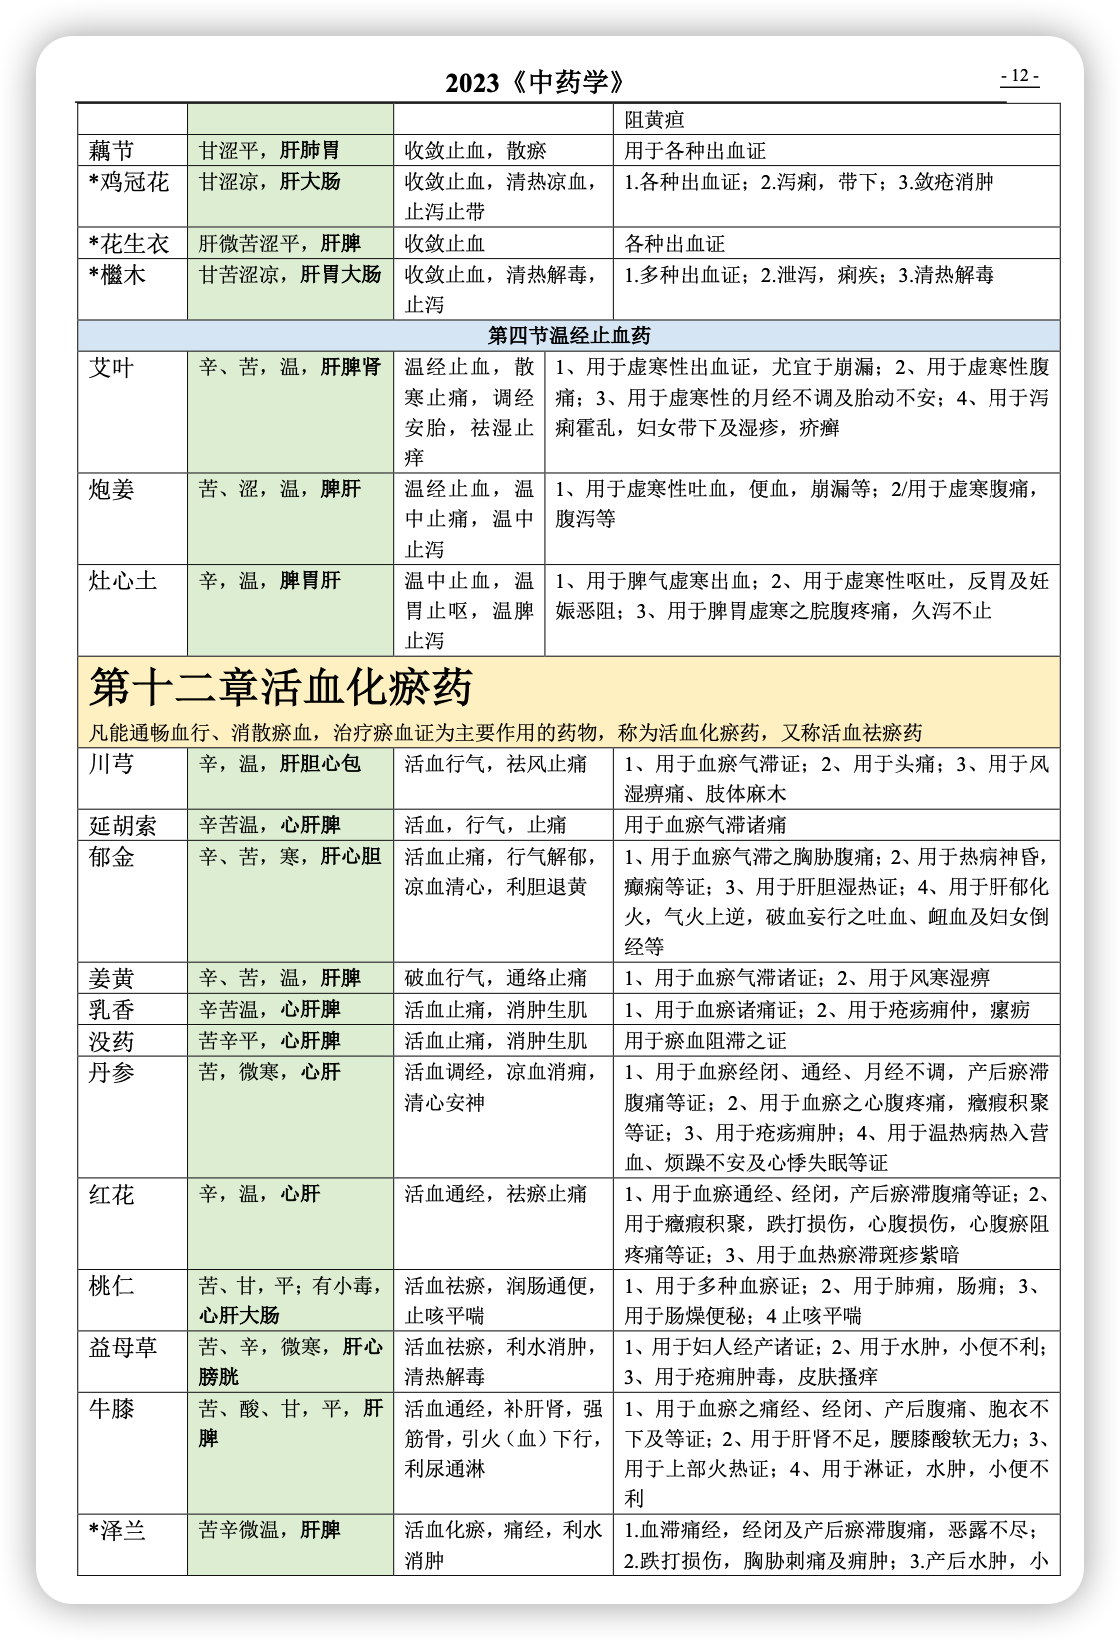 2023《中药学》
- 12 -
阻黄疸
藕节 甘涩平，肝肺胃 收敛止血，散瘀 用于各种出血证
*鸡冠花 甘涩凉，肝大肠 收敛止血，清热凉血， 1.各种出血证；2.泻痢，带下；3.敛疮消肿
止泻止带
*花生衣 肝微苦涩平，肝脾 收敛止血 各种出血证
*檵木 甘苦涩凉，肝胃大肠 收敛止血，清热解毒， 1.多种出血证；2.泄泻，痢疾；3.清热解毒
止泻
第四节温经止血药
艾叶 辛、苦，温，肝脾肾 温经止血，散 1、用于虚寒性出血证，尤宜于崩漏；2、用于虚寒性腹
寒止痛，调经 痛；3、用于虚寒性的月经不调及胎动不安；4、用于泻
安胎，祛湿止 痢霍乱，妇女带下及湿疹，疥癣
痒
炮姜 苦、涩，温，脾肝 温经止血，温 1、用于虚寒性吐血，便血，崩漏等；2/用于虚寒腹痛，
中止痛，温中 腹泻等
止泻
灶心土 辛，温，脾胃肝 温中止血，温 1、用于脾气虚寒出血；2、用于虚寒性呕吐，反胃及妊
胃止呕，温脾 娠恶阻；3、用于脾胃虚寒之脘腹疼痛，久泻不止
止泻
第十二章活血化瘀药
凡能通畅血行、消散瘀血，治疗瘀血证为主要作用的药物，称为活血化瘀药，又称活血祛瘀药
川芎 辛，温，肝胆心包 活血行气，祛风止痛 1、用于血瘀气滞证；2、用于头痛；3、用于风
湿痹痛、肢体麻木
延胡索 辛苦温，心肝脾 活血，行气，止痛 用于血瘀气滞诸痛
郁金 辛、苦，寒，肝心胆 活血止痛，行气解郁， 1、用于血瘀气滞之胸胁腹痛；2、用于热病神昏，
凉血清心，利胆退黄 癫痫等证；3、用于肝胆湿热证；4、用于肝郁化
火，气火上逆，破血妄行之吐血、衄血及妇女倒
经等
姜黄 辛、苦，温，肝脾 破血行气，通络止痛 1、用于血瘀气滞诸证；2、用于风寒湿痹
乳香 辛苦温，心肝脾 活血止痛，消肿生肌 1、用于血瘀诸痛证；2、用于疮疡痈仲，瘰疬
没药 苦辛平，心肝脾 活血止痛，消肿生肌 用于瘀血阻滞之证
丹参 苦，微寒，心肝 活血调经，凉血消痈， 1、用于血瘀经闭、通经、月经不调，产后瘀滞
清心安神 腹痛等证；2、用于血瘀之心腹疼痛，癥瘕积聚
等证；3、用于疮疡痈肿；4、用于温热病热入营
血、烦躁不安及心悸失眠等证
红花 辛，温，心肝 活血通经，祛瘀止痛 1、用于血瘀通经、经闭，产后瘀滞腹痛等证；2、
用于癥瘕积聚，跌打损伤，心腹损伤，心腹瘀阻
疼痛等证；3、用于血热瘀滞斑疹紫暗
桃仁 苦、甘，平；有小毒， 活血祛瘀，润肠通便， 1、用于多种血瘀证；2、用于肺痈，肠痈；3、
心肝大肠 止咳平喘 用于肠燥便秘；4 止咳平喘
益母草 苦、辛，微寒，肝心 活血祛瘀，利水消肿， 1、用于妇人经产诸证；2、用于水肿，小便不利；
膀胱 清热解毒 3、用于疮痈肿毒，皮肤搔痒
牛膝 苦、酸、甘，平，肝 活血通经，补肝肾，强 1、用于血瘀之痛经、经闭、产后腹痛、胞衣不
脾 筋骨，引火（血）下行， 下及等证；2、用于肝肾不足，腰膝酸软无力；3、
利尿通淋 用于上部火热证；4、用于淋证，水肿，小便不
利
*泽兰 苦辛微温，肝脾 活血化瘀，痛经，利水 1.血滞痛经，经闭及产后瘀滞腹痛，恶露不尽；
消肿 2.跌打损伤，胸胁刺痛及痈肿；3.产后水肿，小